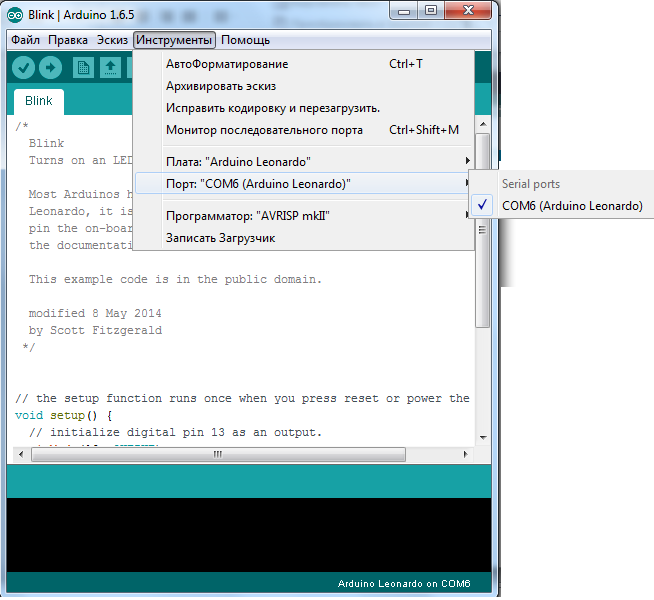 Blink | Arduino 1.6.5
Файл Правка Эскиз Инструменты Помощь
АвтоФорматирование Ctrl+T
Архивировать эскиз
Исправить кодировку и перезагрузить.
Монитор последовательного порта Ctrl+Shift+M
Плата: "Arduino Leonardo"
Порт: "COM6 (Arduino Leonardo)"
Программатор: "AVRISP mkII"
Записать Загрузчик
Serial ports
COM6 (Arduino Leonardo)
Blink
/*
Blink
Turns on an LED
Most Arduinos h
Leonardo, it is
pin the on-boar
the documentati
This example code is in the public domain.
modified 8 May 2014
by Scott Fitzgerald
*/
// the setup function runs once when you press reset or power the
void setup() {
// initialize digital pin 13 as an output.
Arduino Leonardo on COM6